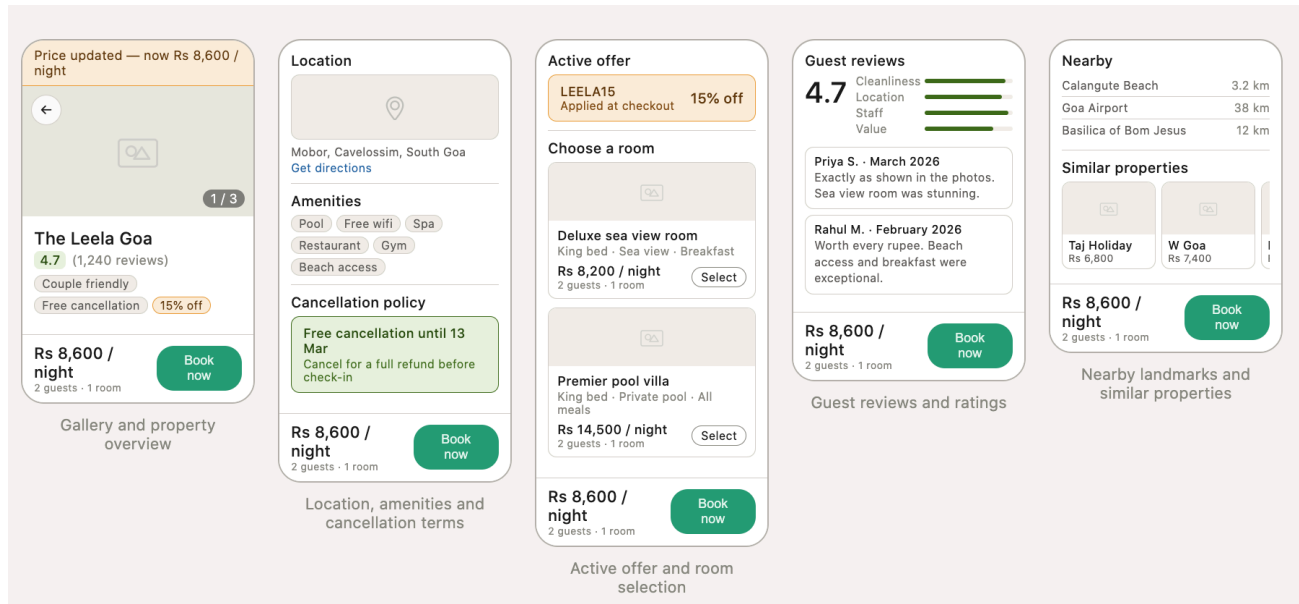 Price updated — now Rs 8,600 /
night
1 / 3
The Leela Goa
4.7 (1,240 reviews)
Couple friendly
Free cancellation 15% off
Rs 8,600 /
night
2 guests · 1 room
Book
now
Gallery and property
overview
Location
Mobor, Cavelossim, South Goa
Get directions
Amenities
Pool Free wifi Spa
Restaurant Gym
Beach access
Cancellation policy
Free cancellation until 13
Mar
Cancel for a full refund before
check-in
Rs 8,600 /
night
2 guests · 1 room
Book
now
Location, amenities and
cancellation terms
Active offer
LEELA15
Applied at checkout
15% off
Choose a room
Deluxe sea view room
King bed · Sea view · Breakfast
Rs 8,200 / night
2 guests · 1 room
Select
Premier pool villa
King bed · Private pool · All
meals
Rs 14,500 / night
2 guests · 1 room
Select
Rs 8,600 /
night
2 guests · 1 room
Book
now
Active offer and room
selection
Guest reviews
4.7
Cleanliness
Location
Staff
Value
Priya S. · March 2026
Exactly as shown in the photos.
Sea view room was stunning.
Rahul M. · February 2026
Worth every rupee. Beach
access and breakfast were
exceptional.
Rs 8,600 /
night
2 guests · 1 room
Book
now
Guest reviews and ratings
Nearby
Calangute Beach 3.2 km
Goa Airport 38 km
Basilica of Bom Jesus 12 km
Similar properties
Taj Holiday
Rs 6,800
W Goa
Rs 7,400
Rs 8,600 /
night
2 guests · 1 room
Book
now
Nearby landmarks and
similar properties